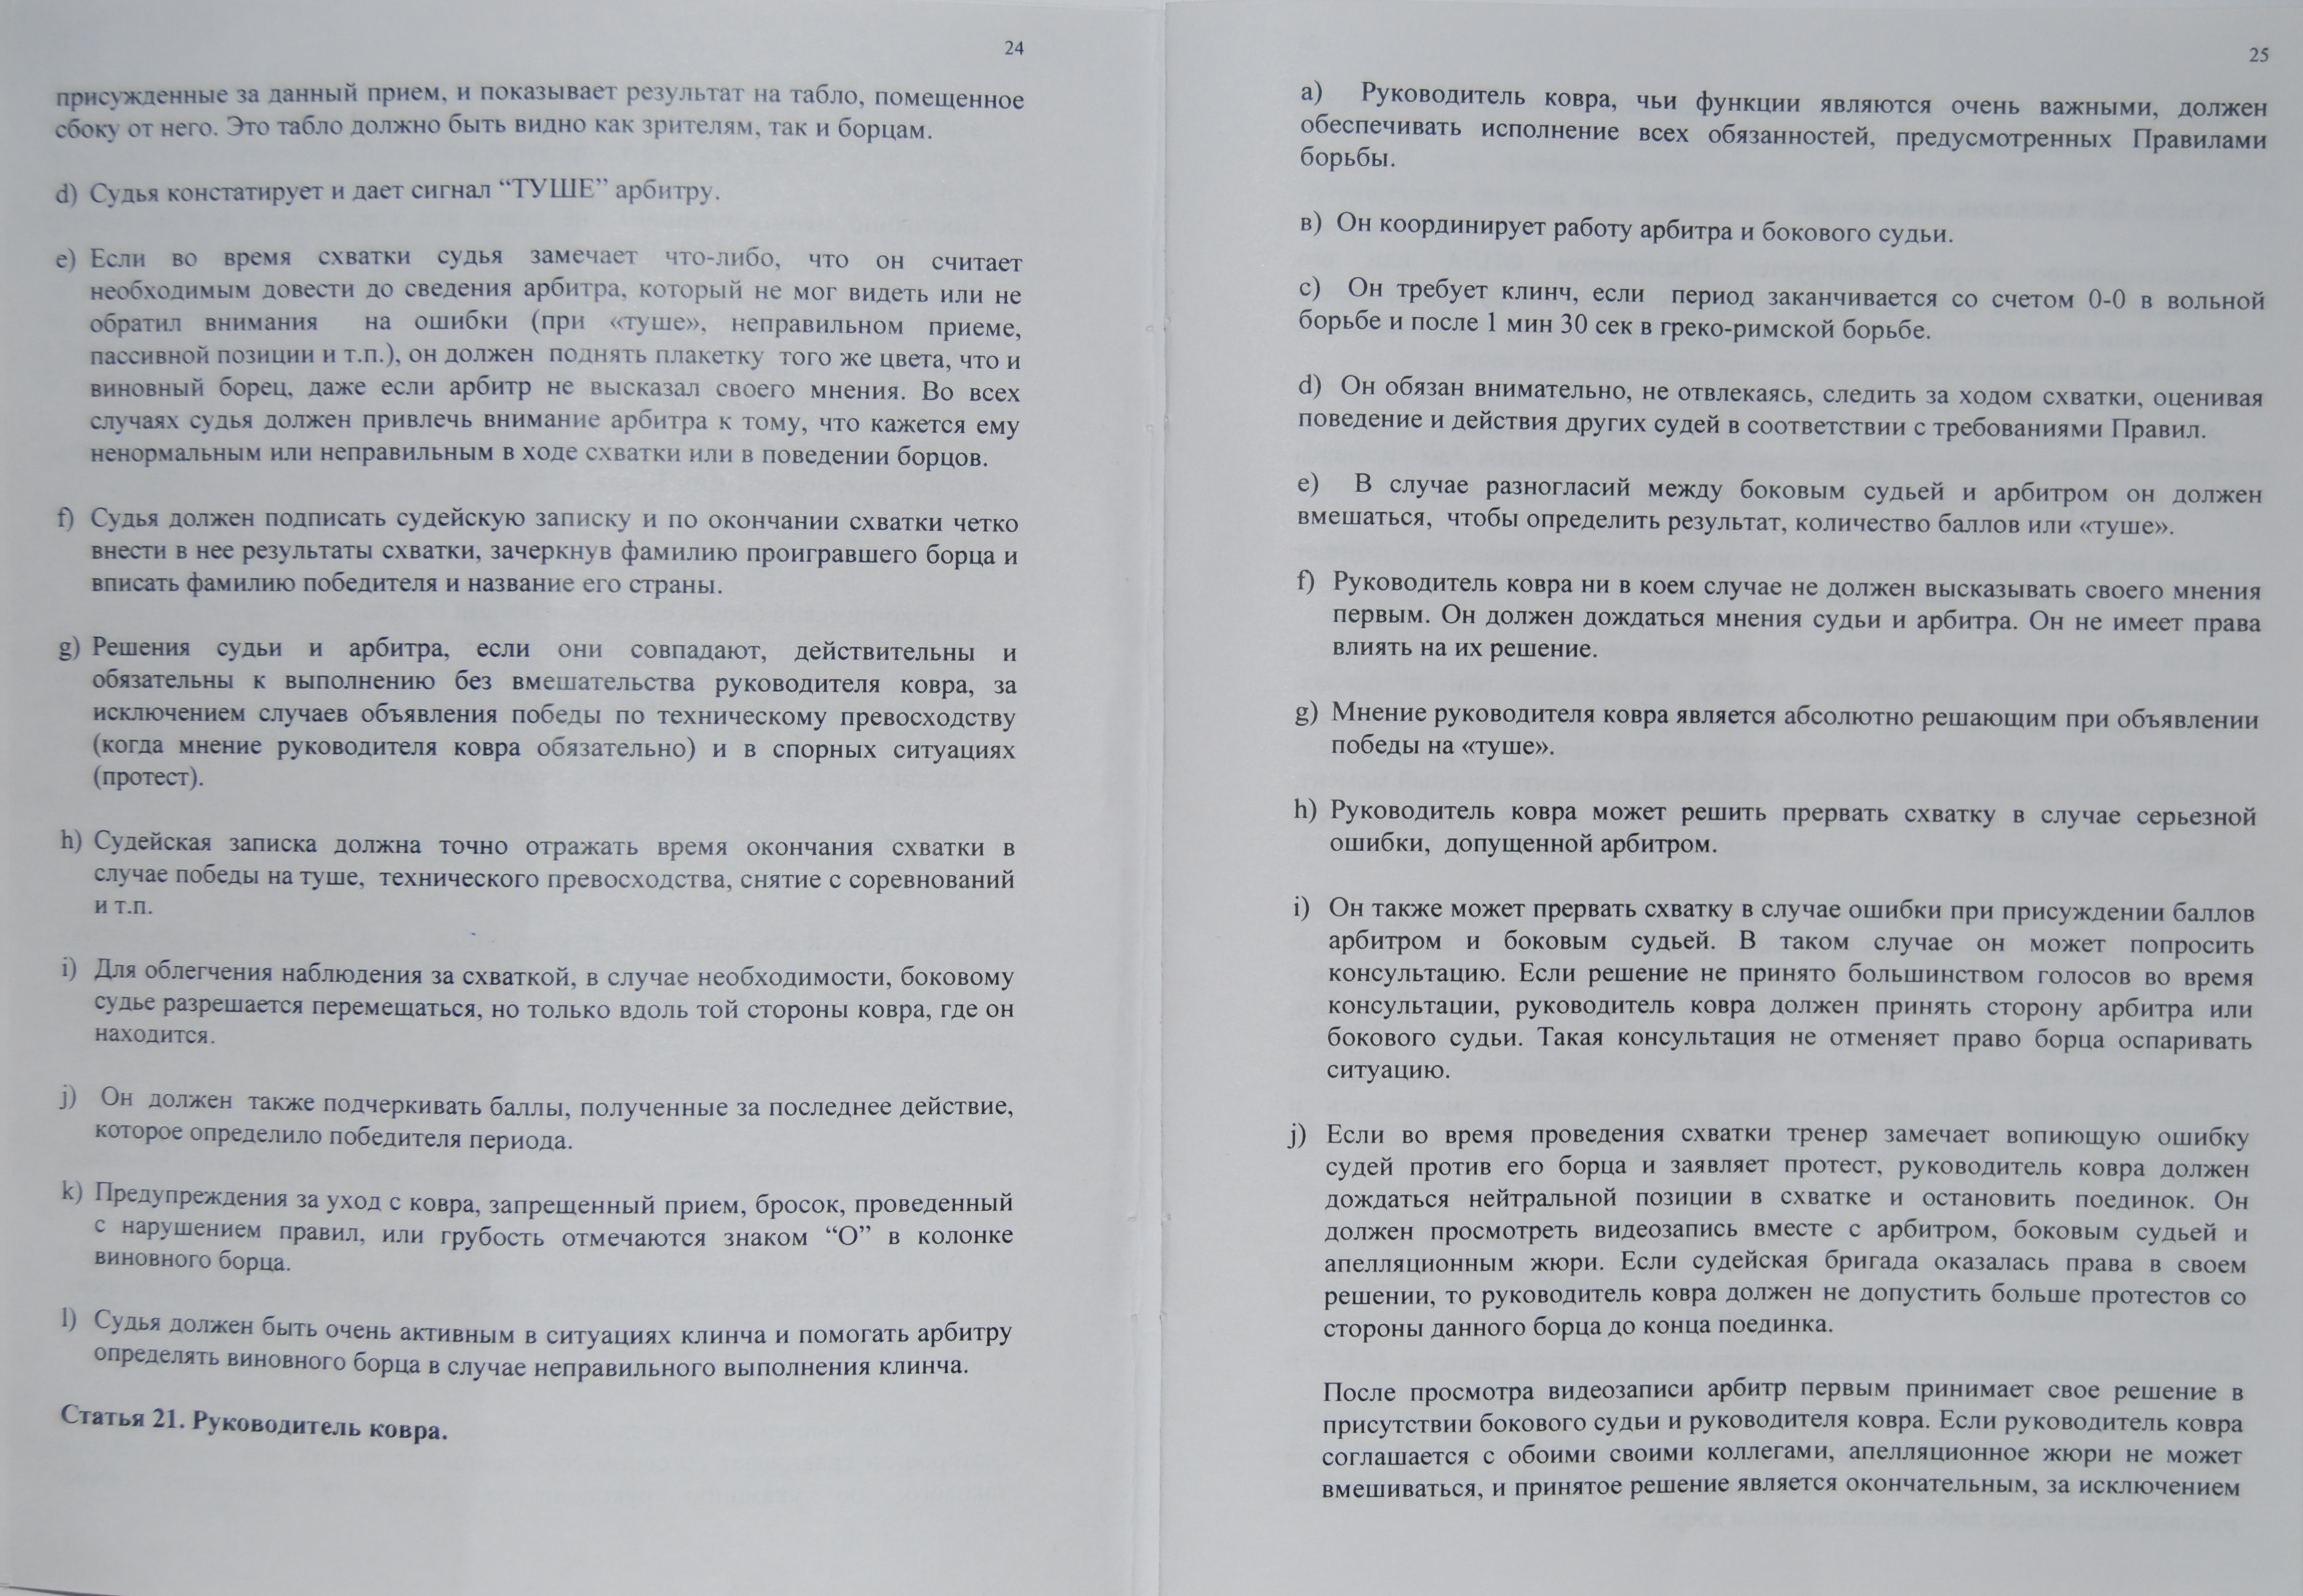 24
присужденные за данный прием, и показывает результат на табло, помещенное
сбоку от него. Это табло должно быть видно как зрителям, так и борцам.
d) Судья констатирует и дает сигнал “ТУШЕ” арбитру.
e) Если во время схватки судья замечает что-либо, что он считает
необходимым довести до сведения арбитра, который не мог видеть или не
обратил внимания на ошибки (при «туше», неправильном приеме,
пассивной позиции и т.п.), он должен поднять плакетку того же цвета, что и
виновный борец, даже если арбитр не высказал своего мнения. Во всех
случаях судья должен привлечь внимание арбитра к тому, что кажется ему
ненормальным или неправильным в ходе схватки или в поведении борцов.
f) Судья должен подписать судейскую записку и по окончании схватки четко
внести в нее результаты схватки, зачеркнув фамилию проигравшего борца и
вписать фамилию победителя и название его страны.
g) Решения судьи и арбитра, если они совпадают, действительны и
обязательны к выполнению без вмешательства руководителя ковра, за
исключением случаев объявления победы по техническому превосходству
(когда мнение руководителя ковра обязательно) и в спорных ситуациях
(протест).
h) Судейская записка должна точно отражать время окончания схватки в
случае победы на туше, технического превосходства, снятие с соревнований
и т.п.
i) Для облегчения наблюдения за схваткой, в случае необходимости, боковому
судье разрешается перемещаться, но только вдоль той стороны ковра, где он
находится.
j) Он должен также подчеркивать баллы, полученные за последнее действие,
которое определило победителя периода.
k) Предупреждения за уход с ковра, запрещенный прием, бросок, проведенный
с нарушением правил, или грубость отмечаются знаком “О” в колонке
виновного борца.
l) Судья должен быть очень активным в ситуациях клинча и помогать арбитру
определять виновного борца в случае неправильного выполнения клинча.
Статья 21. Руководитель ковра.
25
a) Руководитель ковра, чьи функции являются очень важными, должен
обеспечивать исполнение всех обязанностей, предусмотренных Правилами
борьбы.
в) Он координирует работу арбитра и бокового судьи.
c) Он требует клинч, если период заканчивается со счетом 0-0 в вольной
борьбе и после 1 мин 30 сек в греко-римской борьбе.
d) Он обязан внимательно, не отвлекаясь, следить за ходом схватки, оценивая
поведение и действия других судей в соответствии с требованиями Правил.
e) В случае разногласий между боковым судьей и арбитром он должен
вмешаться, чтобы определить результат, количество баллов или «туше».
f) Руководитель ковра ни в коем случае не должен высказывать своего мнения
первым. Он должен дождаться мнения судьи и арбитра. Он не имеет права
влиять на их решение.
g) Мнение руководителя ковра является абсолютно решающим при объявлении
победы на «туше».
h) Руководитель ковра может решить прервать схватку в случае серьезной
ошибки, допущенной арбитром.
i) Он также может прервать схватку в случае ошибки при присуждении баллов
арбитром и боковым судьей. В таком случае он может попросить
консультацию. Если решение не принято большинством голосов во время
консультации, руководитель ковра должен принять сторону арбитра или
бокового судьи. Такая консультация не отменяет право борца оспаривать
ситуацию.
j) Если во время проведения схватки тренер замечает вопиющую ошибку
судей против его борца и заявляет протест, руководитель ковра должен
дождаться нейтральной позиции в схватке и остановить поединок. Он
должен просмотреть видеозапись вместе с арбитром, боковым судьей и
апелляционным жюри. Если судейская бригада оказалась права в своем
решении, то руководитель ковра должен не допустить больше протестов со
стороны данного борца до конца поединка.
После просмотра видеозаписи арбитр первым принимает свое решение в
присутствии бокового судьи и руководителя ковра. Если руководитель ковра
соглашается с обоими своими коллегами, апелляционное жюри не может
вмешиваться, и принятое решение является окончательным, за исключением